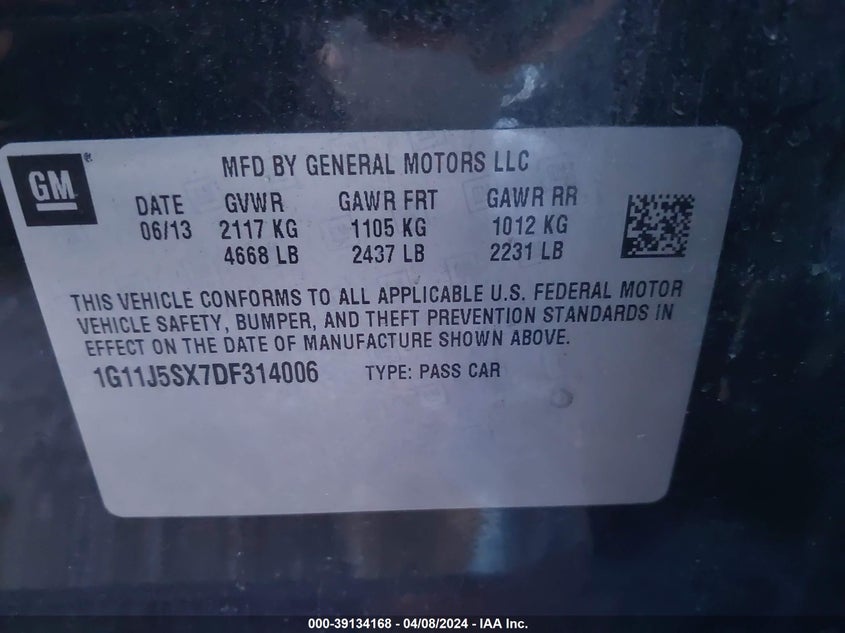 GM
MFD BY GENERAL MOTORS LLC
DATE GVWR GAWR FRT GAWR RR
06/13 2117 KG 1105 KG 1012 KG
4668 LB 2437 LB 2231 LB
THIS VEHICLE CONFORMS TO ALL APPLICABLE U.S. FEDERAL MOTOR
VEHICLE SAFETY, BUMPER, AND THEFT PREVENTION STANDARDS IN
EFFECT ON THE DATE OF MANUFACTURE SHOWN ABOVE.
1G11J5SX7DF314006 TYPE: PASS CAR
000-39134168 - 04/08/2024 - IAA Inc.